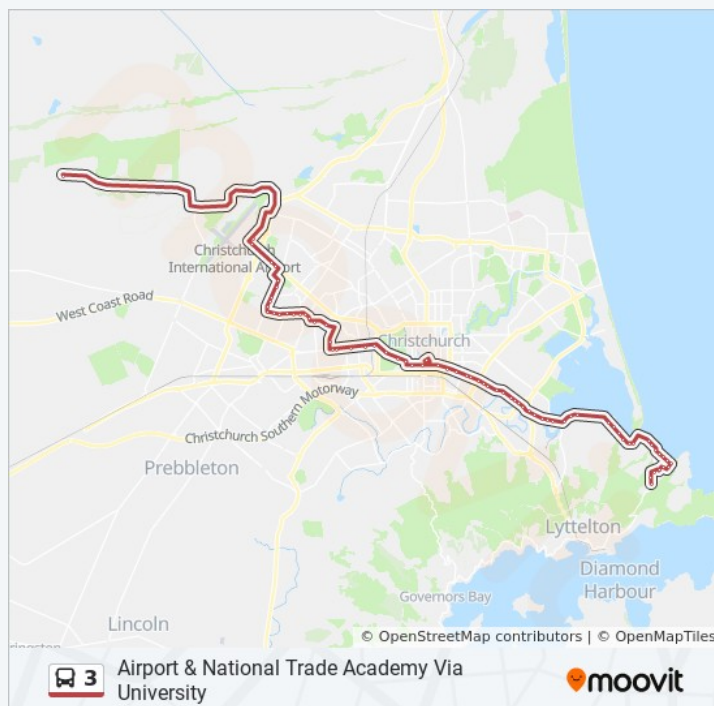 Christchurch
International Airport
West Coast Road
Christchurch
Christchurch Southern Motorway
Prebbleton
Lyttelton
Diamond
Harbour
Governors Bay
Lincoln
© OpenStreetMap contributors | © OpenMapTiles
3 Airport & National Trade Academy Via
University
moovit